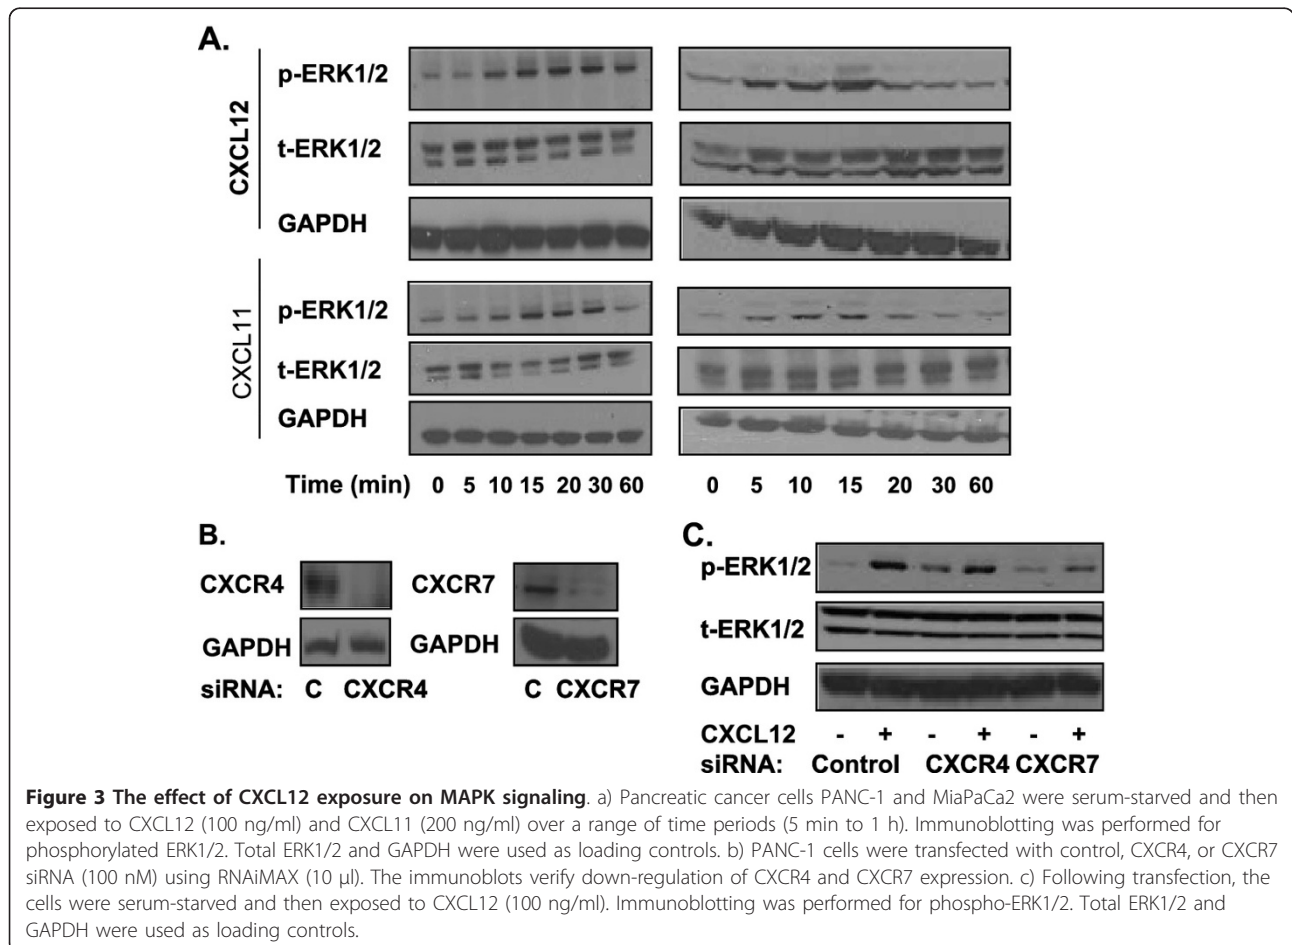 A.
CXCL12
p-ERK1/2
t-ERK1/2
GAPDH
CXCL11
p-ERK1/2
t-ERK1/2
GAPDH
Time (min) 0 5 10 15 20 30 60 0 5 10 15 20 30 60
B.
CXCR4
GAPDH
siRNA: C CXCR4
CXCR7
GAPDH
C CXCR7
C.
p-ERK1/2
t-ERK1/2
GAPDH
CXCL12 - + - + - +
siRNA: Control CXCR4 CXCR7
Figure 3 The effect of CXCL12 exposure on MAPK signaling. a) Pancreatic cancer cells PANC-1 and MiaPaCa2 were serum-starved and then
exposed to CXCL12 (100 ng/ml) and CXCL11 (200 ng/ml) over a range of time periods (5 min to 1 h). Immunoblotting was performed for
phosphorylated ERK1/2. Total ERK1/2 and GAPDH were used as loading controls. b) PANC-1 cells were transfected with control, CXCR4, or CXCR7
siRNA (100 nM) using RNAiMAX (10 μl). The immunoblots verify down-regulation of CXCR4 and CXCR7 expression. c) Following transfection, the
cells were serum-starved and then exposed to CXCL12 (100 ng/ml). Immunoblotting was performed for phospho-ERK1/2. Total ERK1/2 and
GAPDH were used as loading controls.